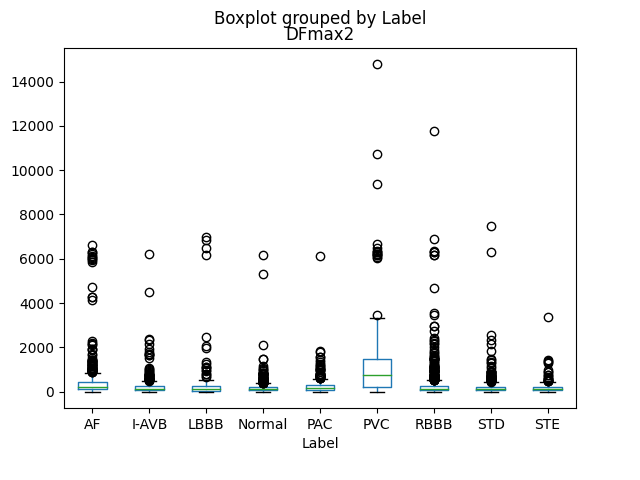 Boxplot grouped by Label
DFmax2
14000
12000
10000
8000
6000
4000
2000
0
AF I-AVB LBBB Normal PAC PVC RBBB STD STE
Label